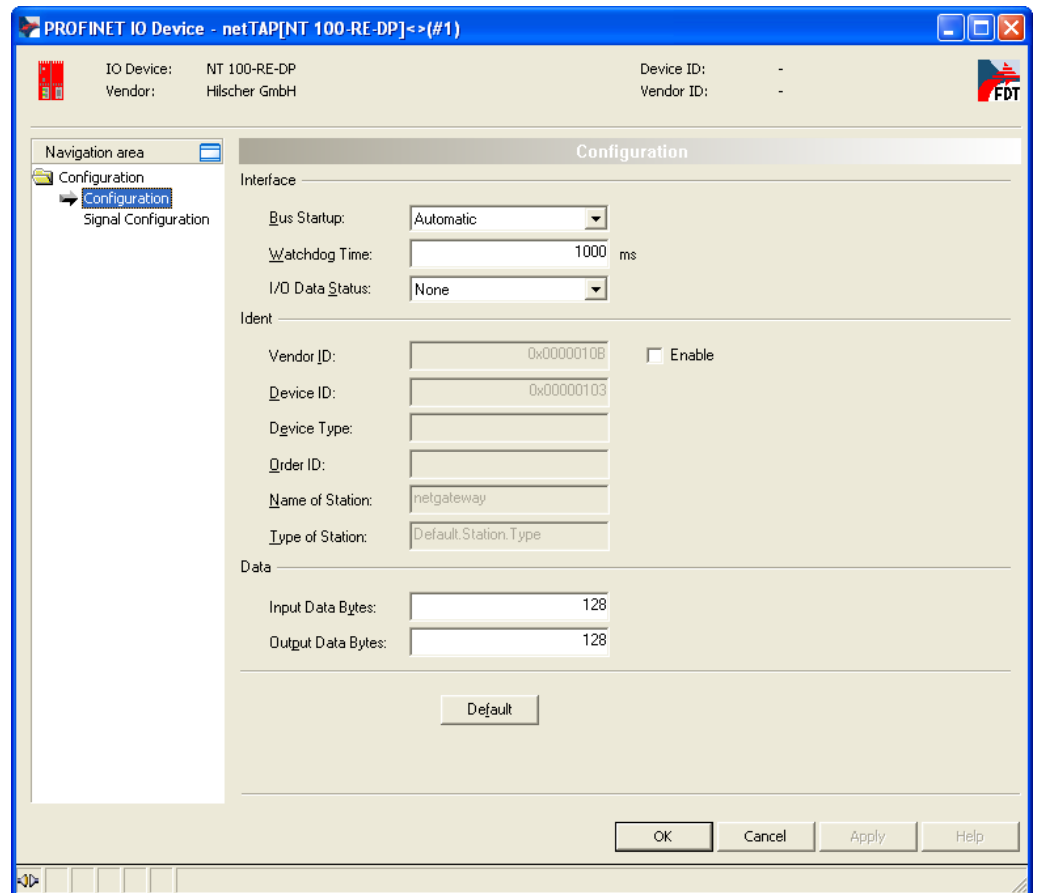 PROFINET IO Device - netTAP[NT 100-RE-DP]<>(#1)
IO Device: NT 100-RE-DP Device ID: -
Vendor: Hilscher GmbH Vendor ID: -
FDT
Navigation area
Configuration
Configuration
Signal Configuration
Configuration
Interface
Bus Startup: Automatic
Watchdog Time: 1000 ms
I/O Data Status: None
Ident
Vendor ID: 0x0000010B Enable
Device ID: 0x00000103
Device Type:
Order ID:
Name of Station: netgateway
Type of Station: Default.Station.Type
Data
Input Data Bytes: 128
Output Data Bytes: 128
Default
OK Cancel Apply Help